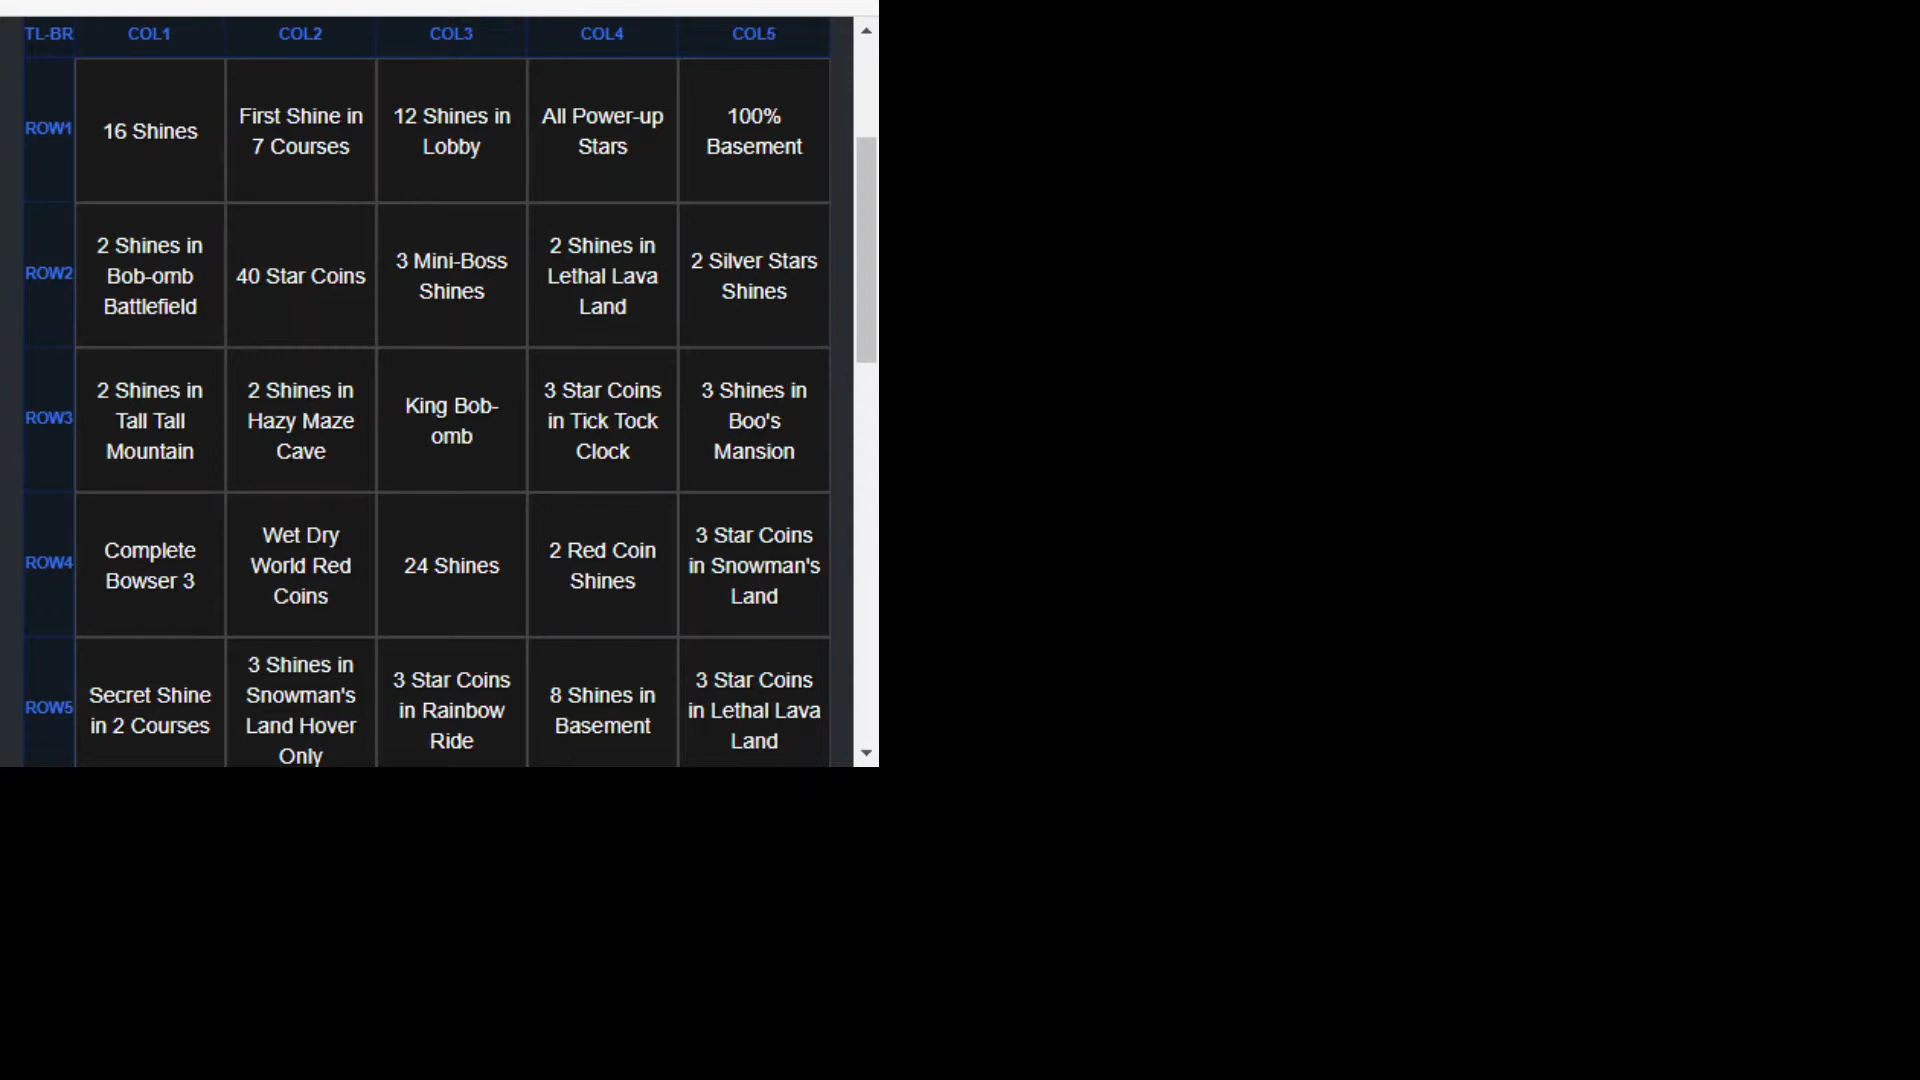 TL-BR COL1 COL2 COL3 COL4 COL5
ROW1
16 Shines
First Shine in
7 Courses
12 Shines in
Lobby
All Power-up
Stars
100%
Basement
ROW2
2 Shines in
Bob-omb
Battlefield
40 Star Coins
3 Mini-Boss
Shines
2 Shines in
Lethal Lava
Land
2 Silver Stars
Shines
ROW3
2 Shines in
Tall Tall
Mountain
2 Shines in
Hazy Maze
Cave
King Bob-
omb
3 Star Coins
in Tick Tock
Clock
3 Shines in
Boo's
Mansion
ROW4
Complete
Bowser 3
Wet Dry
World Red
Coins
24 Shines
2 Red Coin
Shines
3 Star Coins
in Snowman's
Land
ROW5
Secret Shine
in 2 Courses
3 Shines in
Snowman's
Land Hover
Only
3 Star Coins
in Rainbow
Ride
8 Shines in
Basement
3 Star Coins
in Lethal Lava
Land